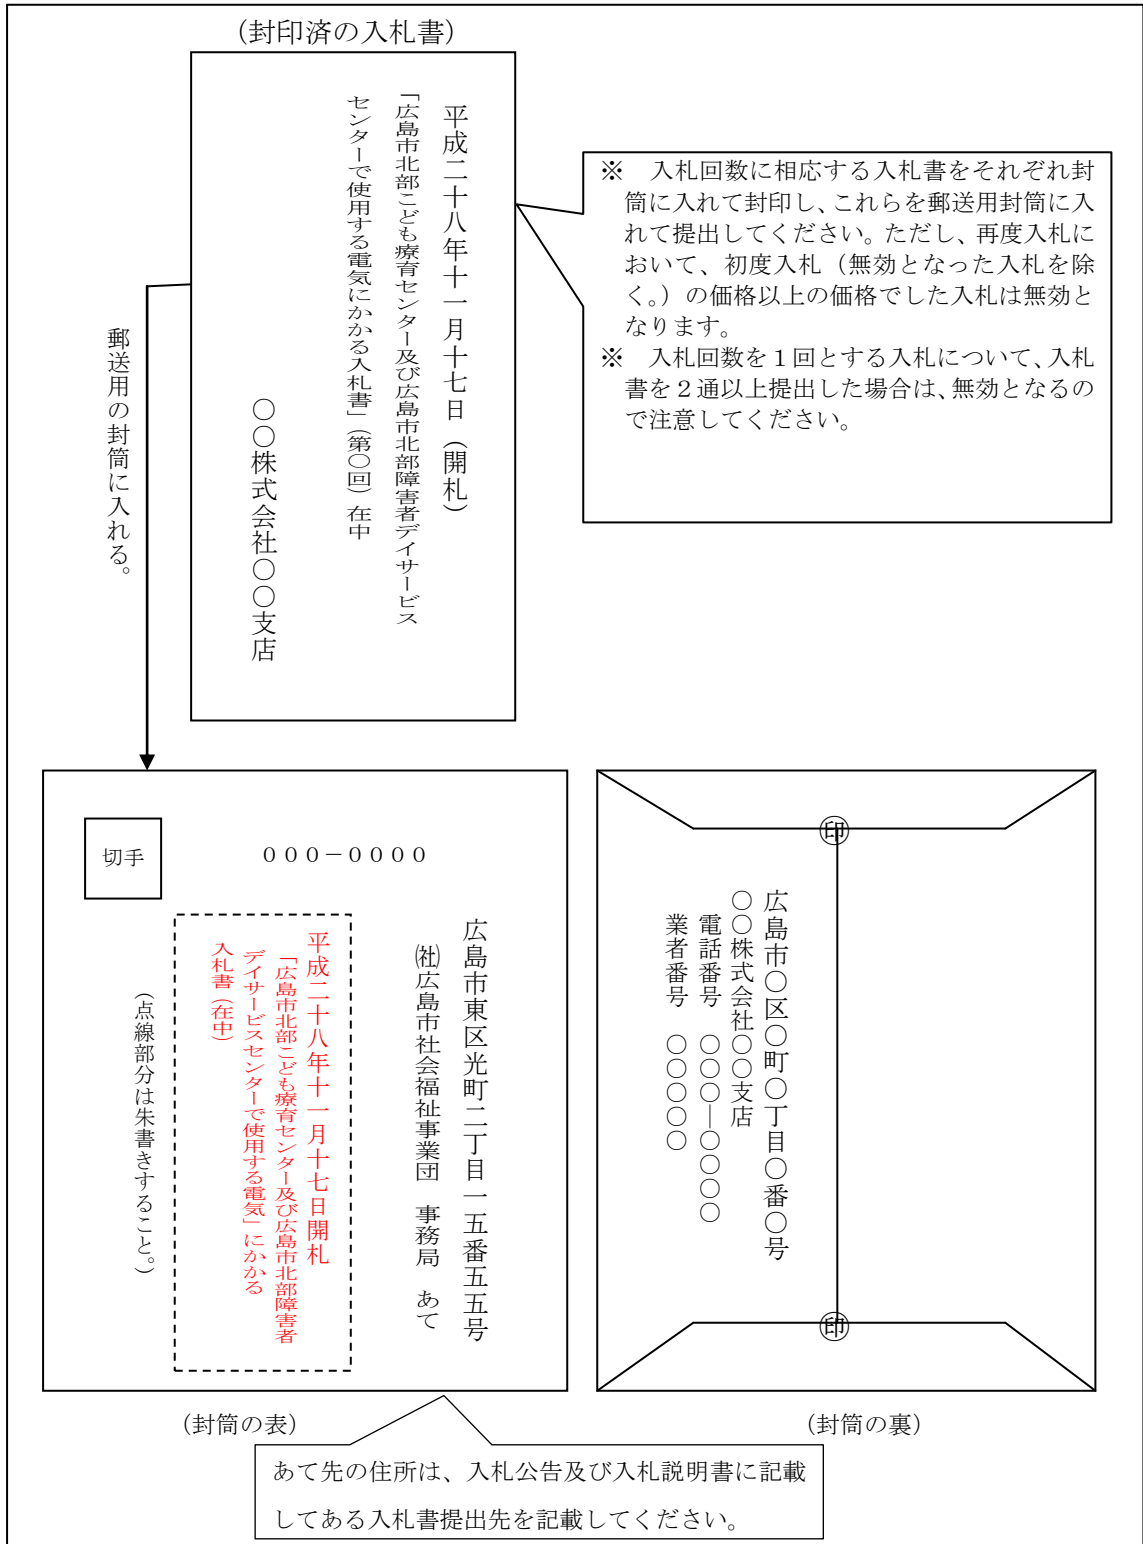 (封印済の入札書)
平成二十八年十一月十七日（開札）
「広島市北部こども療育センター及び広島市北部障害者デイサービス
センターで使用する電気にかかる入札書」（第〇回）在中
〇〇株式会社〇〇支店
※　入札回数に相応する入札書をそれぞれ封
筒に入れて封印し、これらを郵送用封筒に入
れて提出してください。ただし、再度入札に
おいて、初度入札（無効となった入札を除
く。）の価格以上の価格でした入札は無効と
なります。
※　入札回数を１回とする入札について、入札
書を２通以上提出した場合は、無効となるの
で注意してください。
郵送用の封筒に入れる。
切手
０００－００００
広島市東区光町二丁目一五番五五号
㈳広島市社会福祉事業団　事務局　あて
平成二十八年十一月十七日開札
「広島市北部こども療育センター及び広島市北部障害者
デイサービスセンターで使用する電気」にかかる
入札書（在中）
（点線部分は朱書きすること。）
(封筒の表)
㊞
広島市〇区〇町〇丁目〇番〇号
〇〇株式会社〇〇支店
電話番号　〇〇〇―〇〇〇〇
業者番号　〇〇〇〇〇
㊞
(封筒の裏)
あて先の住所は、入札公告及び入札説明書に記載
してある入札書提出先を記載してください。